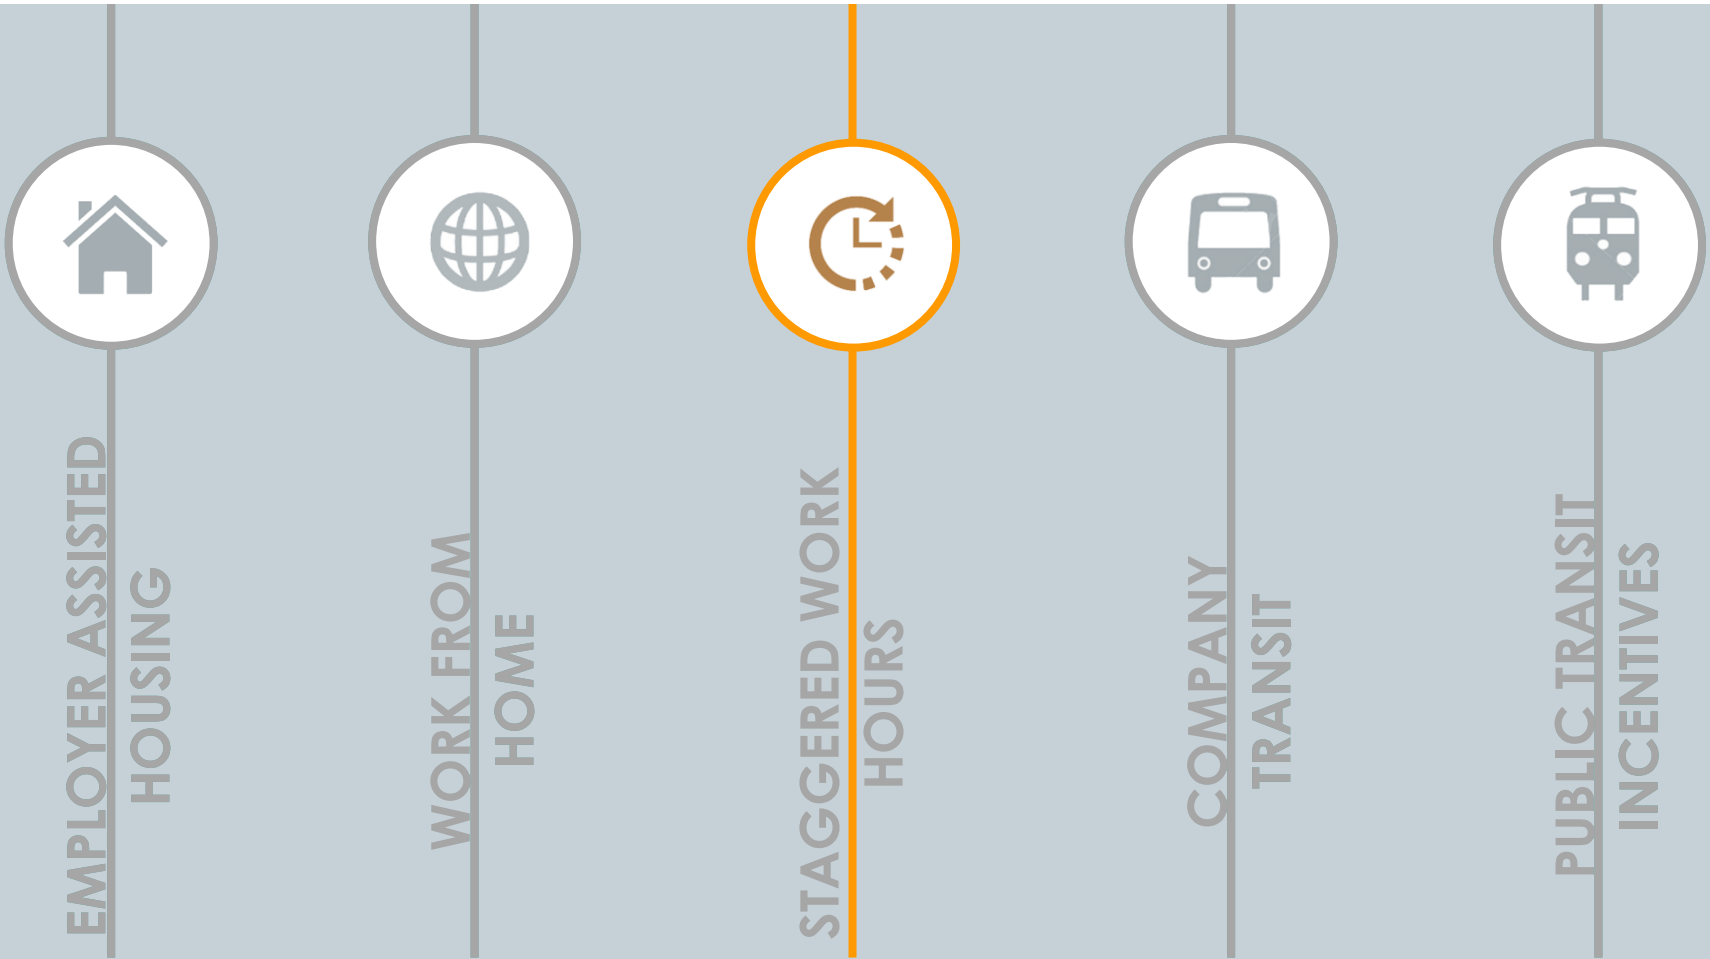 EMPLOYER ASSISTED
HOUSING
WORK FROM
HOME
STAGGERED WORK
HOURS
COMPANY
TRANSIT
PUBLIC TRANSIT
INCENTIVES